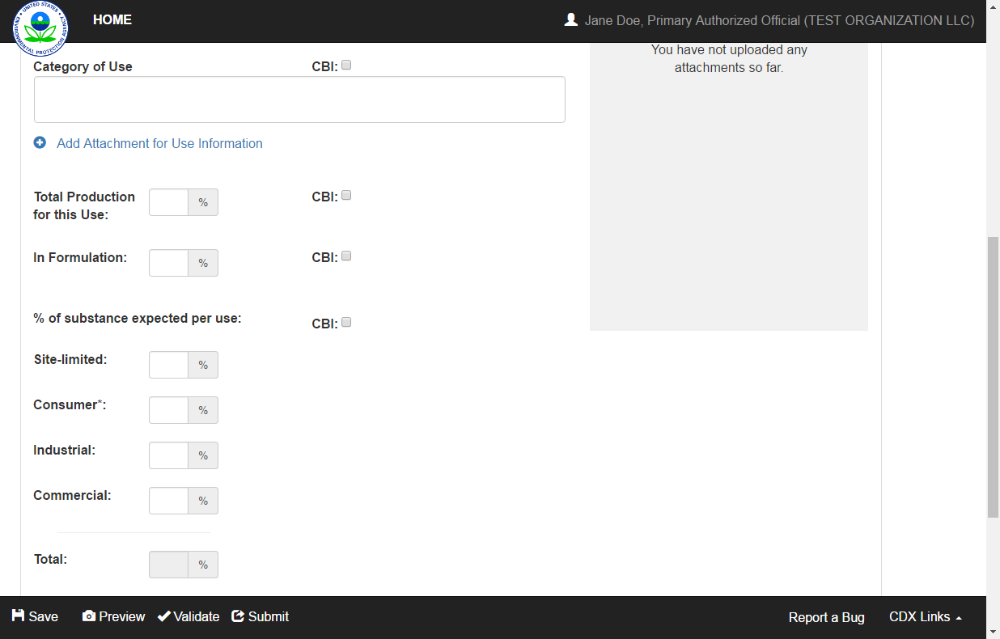 UNITED STATES
ENVIRONMENTAL PROTECTION AGENCY
HOME
Jane Doe, Primary Authorized Official (TEST ORGANIZATION LLC)
You have not uploaded any
attachments so far.
Category of Use CBI:
Add Attachment for Use Information
Total Production
for this Use: % CBI:
In Formulation: % CBI:
% of substance expected per use: CBI:
Site-limited: %
Consumer*: %
Industrial: %
Commercial: %
Total: %
Save Preview Validate Submit Report a Bug CDX Links